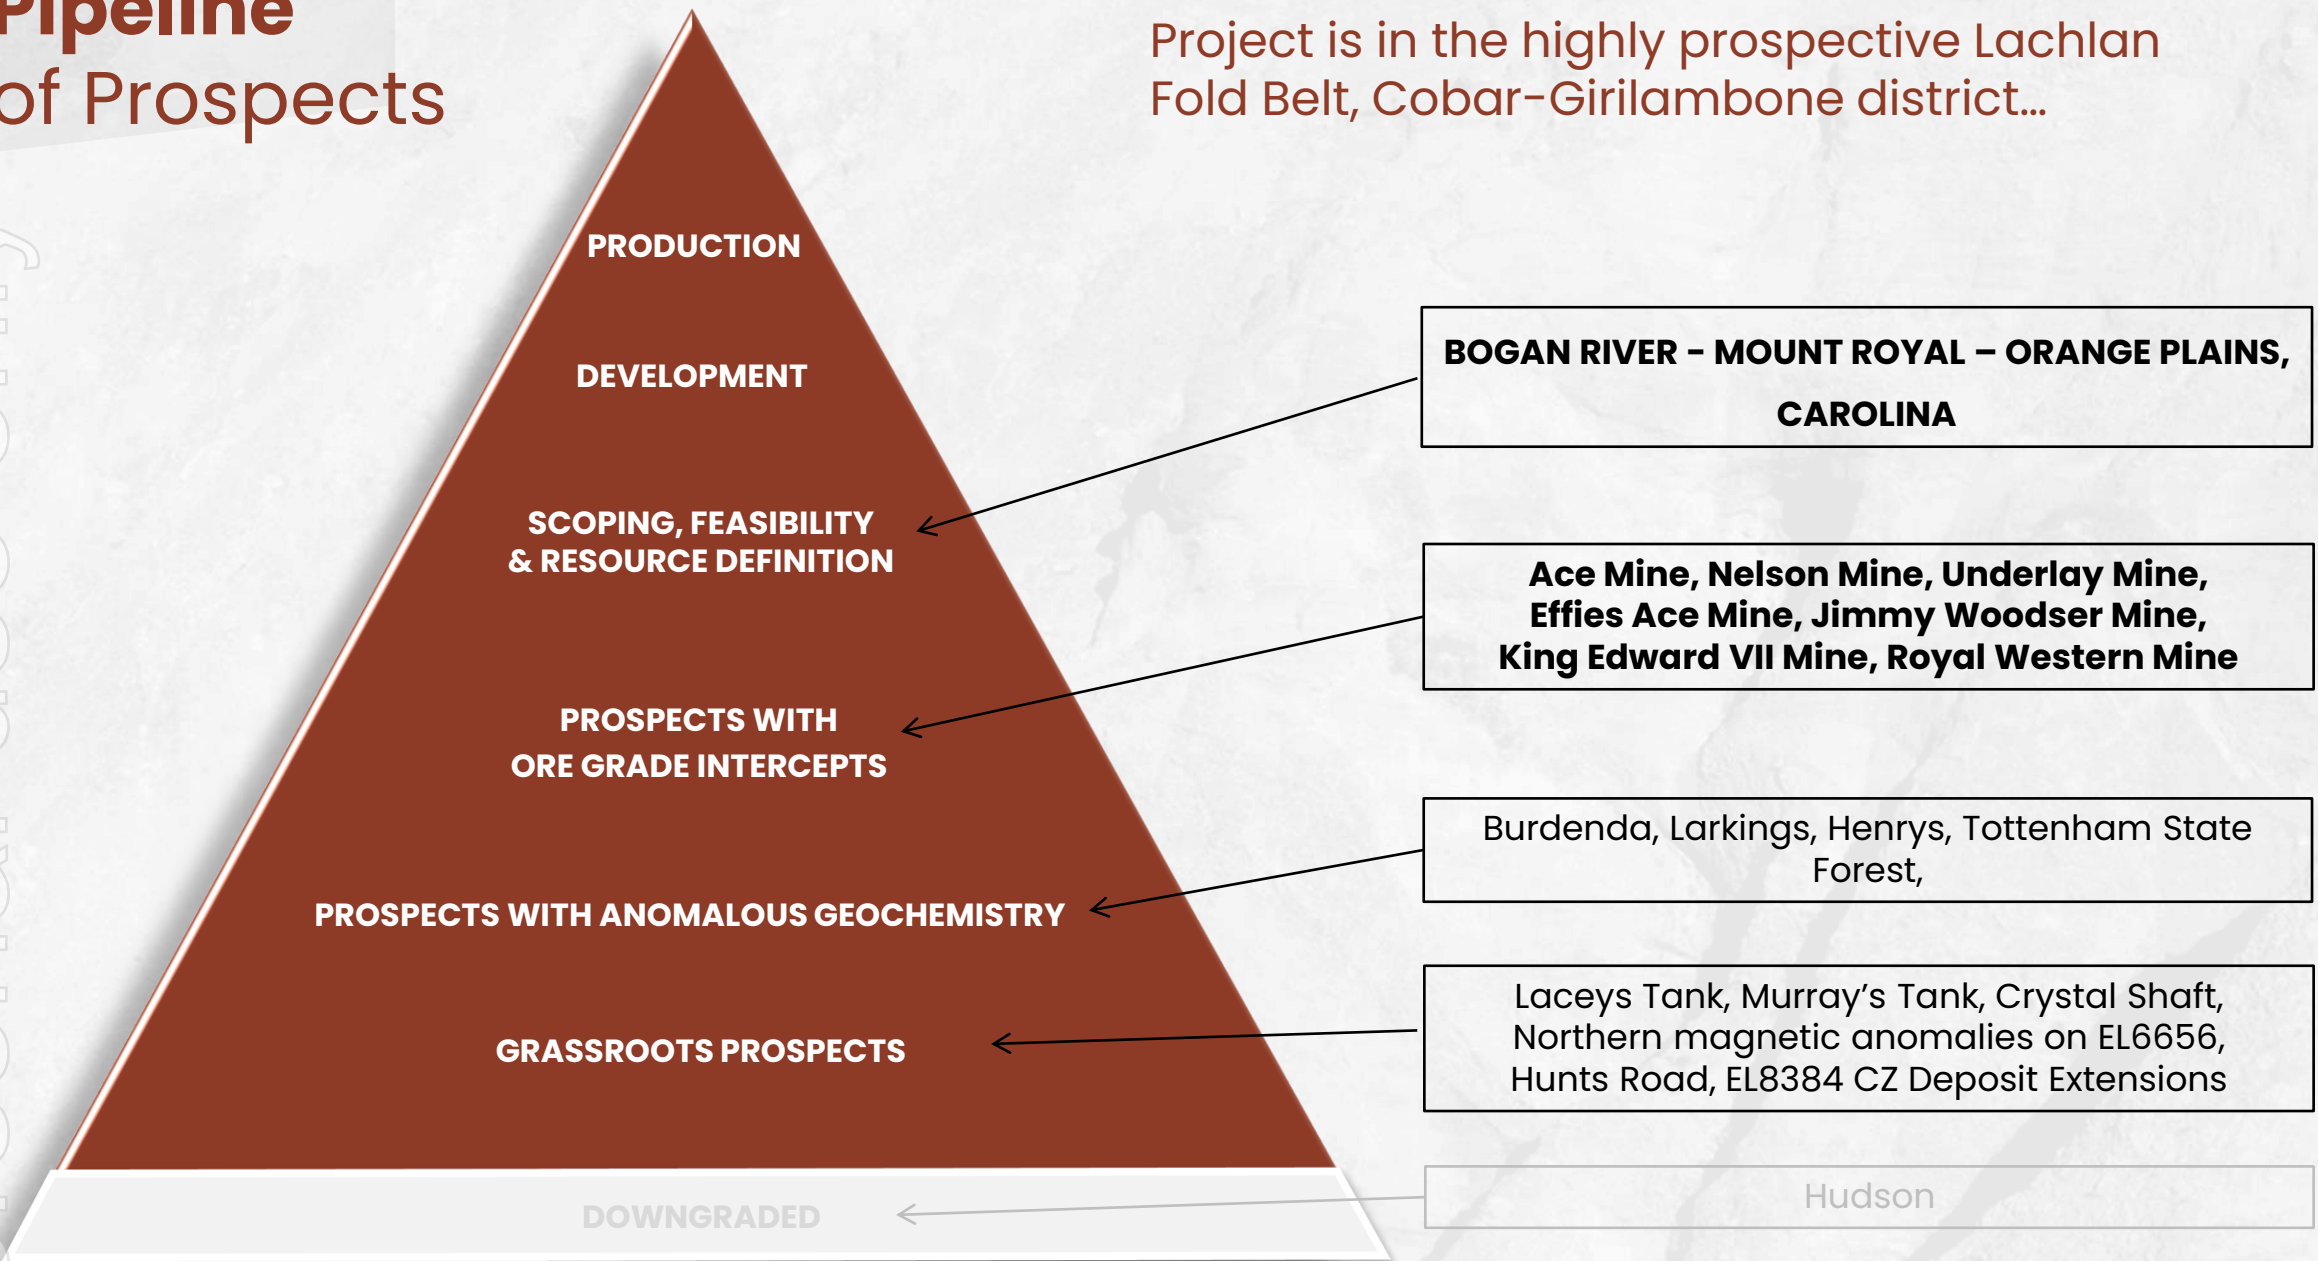 Pipeline
of Prospects
Project is in the highly prospective Lachlan
Fold Belt, Cobar-Girilambone district...
PRODUCTION
DEVELOPMENT
SCOPING, FEASIBILITY
& RESOURCE DEFINITION
PROSPECTS WITH
ORE GRADE INTERCEPTS
PROSPECTS WITH ANOMALOUS GEOCHEMISTRY
GRASSROOTS PROSPECTS
DOWNGRADED
BOGAN RIVER - MOUNT ROYAL – ORANGE PLAINS,
CAROLINA
Ace Mine, Nelson Mine, Underlay Mine,
Effies Ace Mine, Jimmy Woodser Mine,
King Edward VII Mine, Royal Western Mine
Burdenda, Larkings, Henrys, Tottenham State
Forest,
Laceys Tank, Murray’s Tank, Crystal Shaft,
Northern magnetic anomalies on EL6656,
Hunts Road, EL8384 CZ Deposit Extensions
Hudson